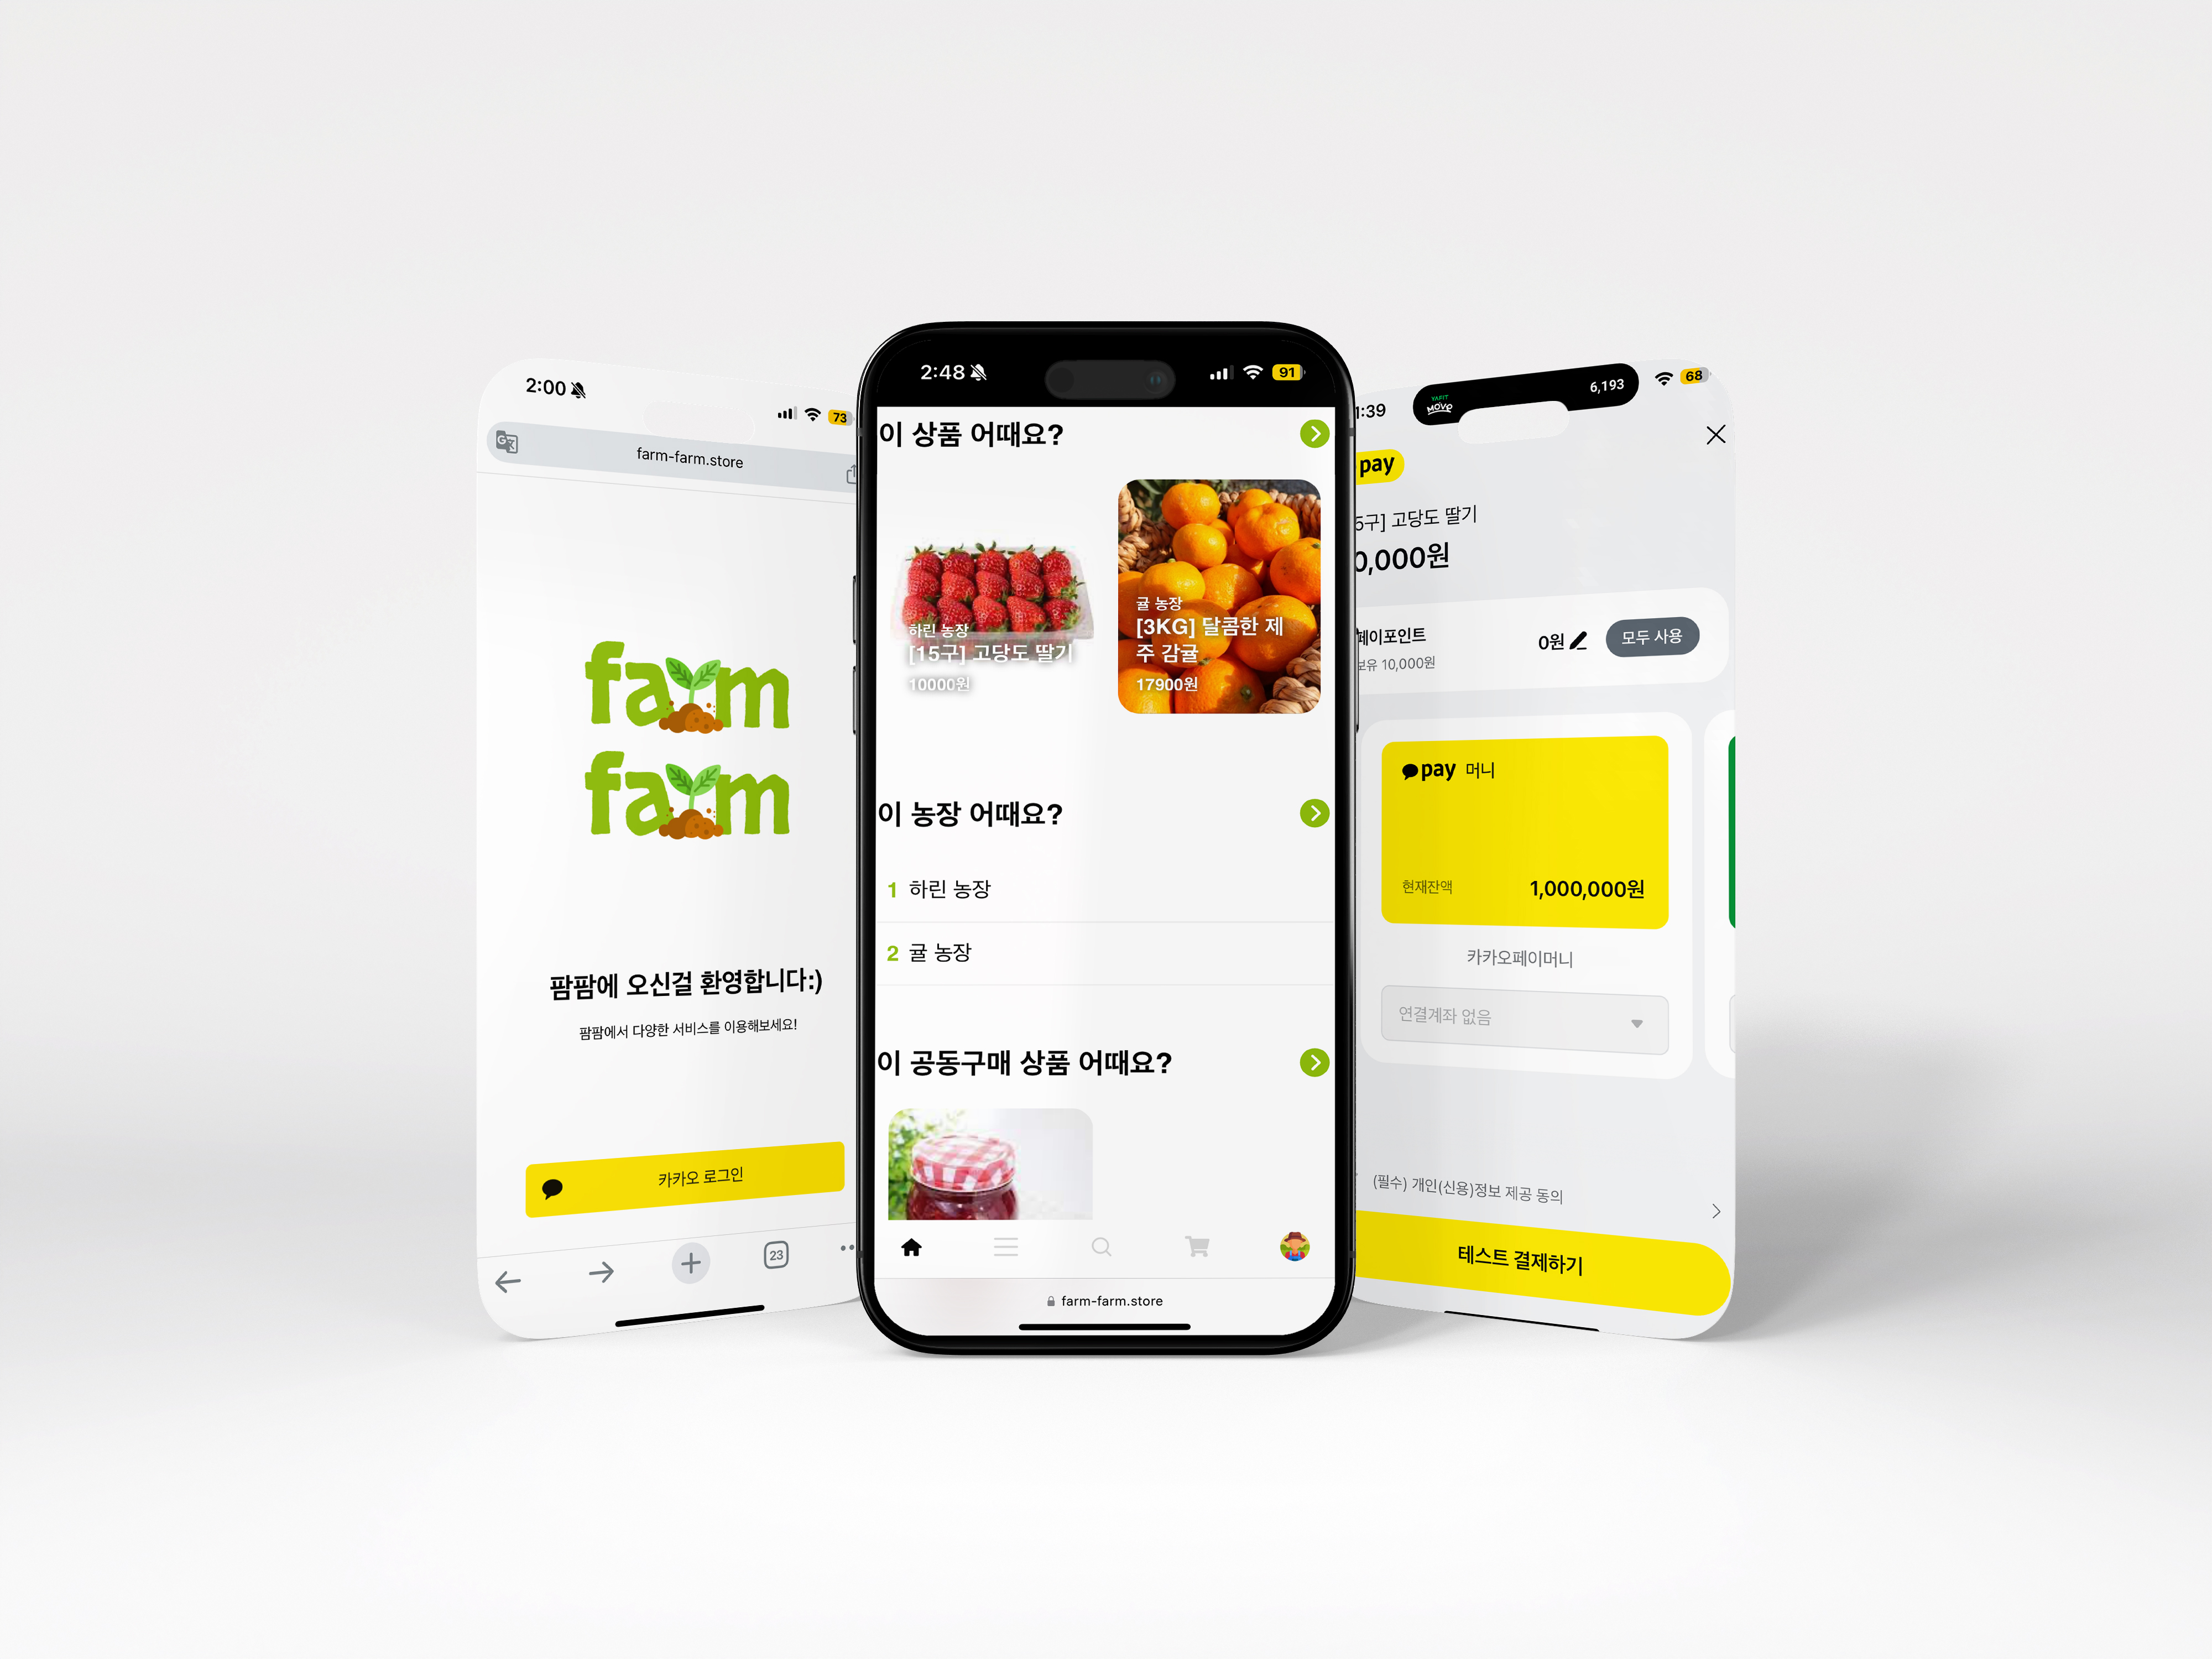 2:00
73
farm-farm.store
farm
farm
팜팜에 오신걸 환영합니다:)
팜팜에서 다양한 서비스를 이용해보세요!
카카오 로그인
23
2:48
91
이 상품 어때요?
하린 농장
[15구] 고당도 딸기
10000원
귤 농장
[3KG] 달콤한 제
주 감귤
17900원
이 농장 어때요?
1 하린 농장
2 귤 농장
이 공동구매 상품 어때요?
farm-farm.store
1:39
YAFIT
MOVE
6,193
68
pay
5구] 고당도 딸기
0,000원
페이포인트
보유 10,000원
0원
모두 사용
pay 머니
현재잔액
1,000,000원
카카오페이머니
연결계좌 없음
(필수) 개인(신용)정보 제공 동의
테스트 결제하기